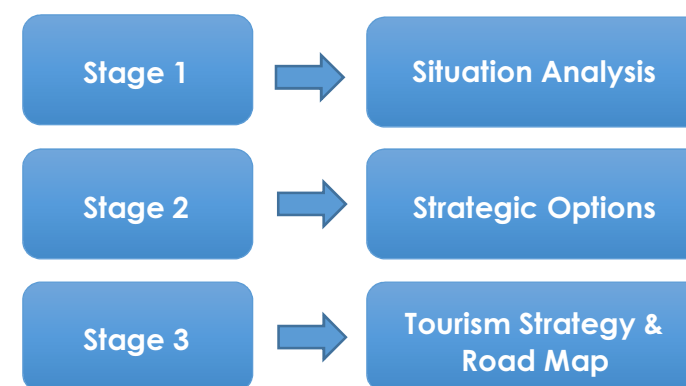 Stage 1
Situation Analysis
Stage 2
Strategic Options
Stage 3
Tourism Strategy &
Road Map